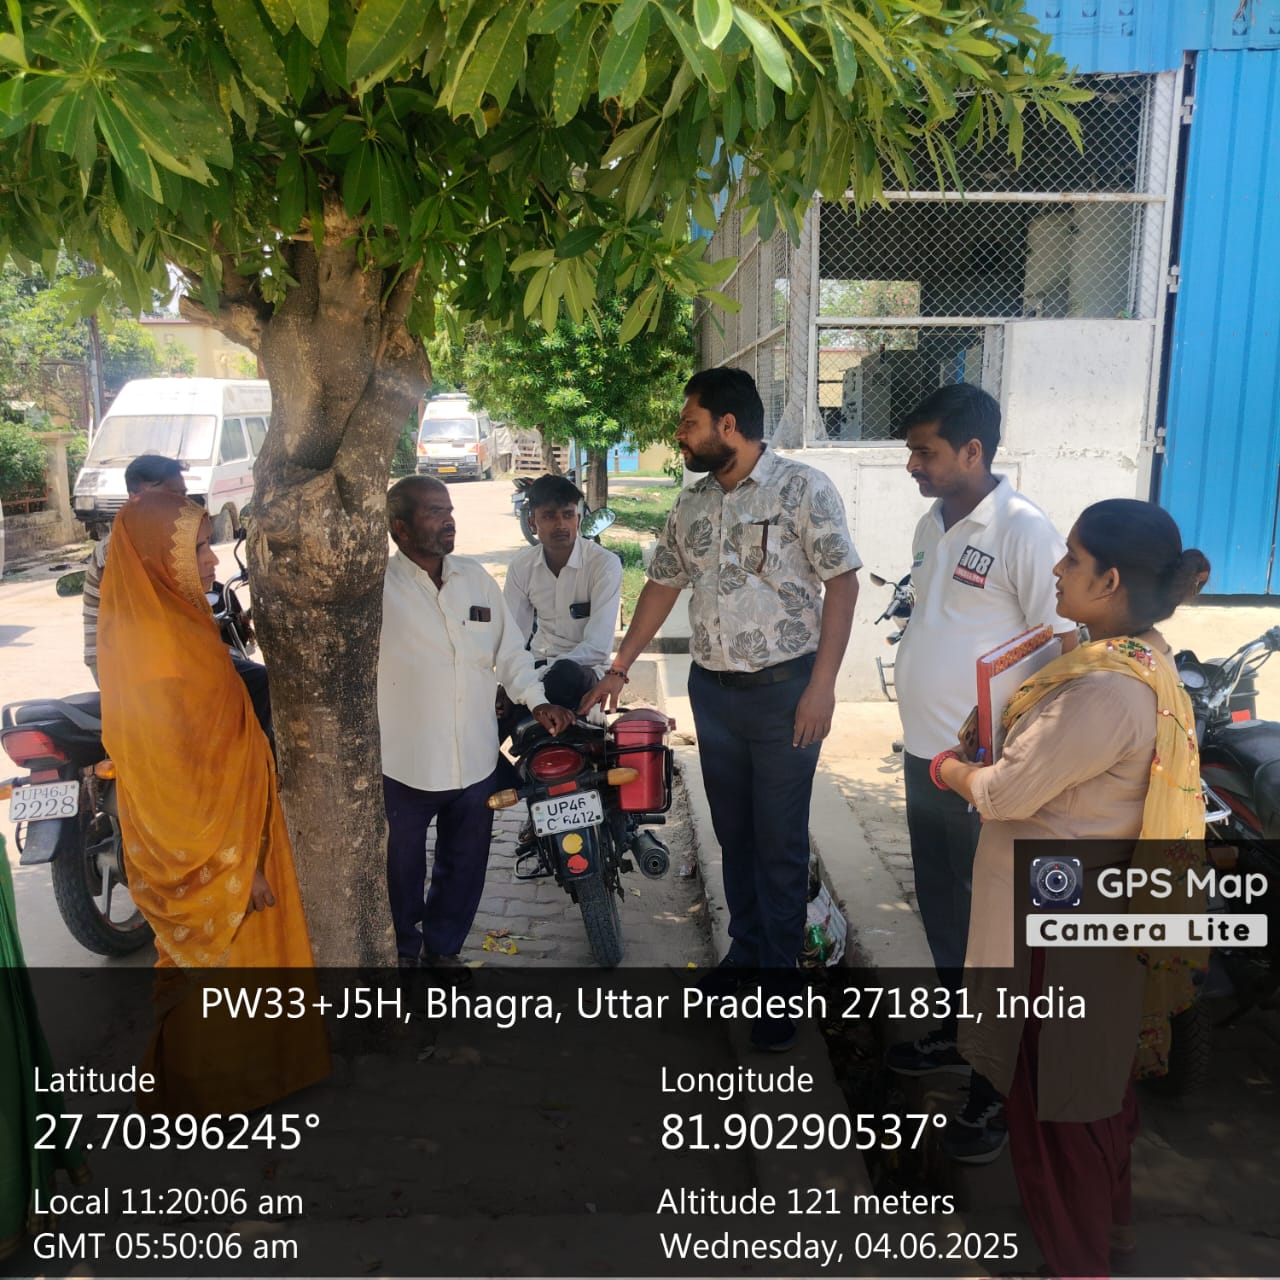 108
UP46J
2228
UP46
C 6412
GPS Map
Camera Lite
PW33+J5H, Bhagra, Uttar Pradesh 271831, India
Latitude
27.70396245°
Longitude
81.90290537°
Local 11:20:06 am
GMT 05:50:06 am
Altitude 121 meters
Wednesday, 04.06.2025